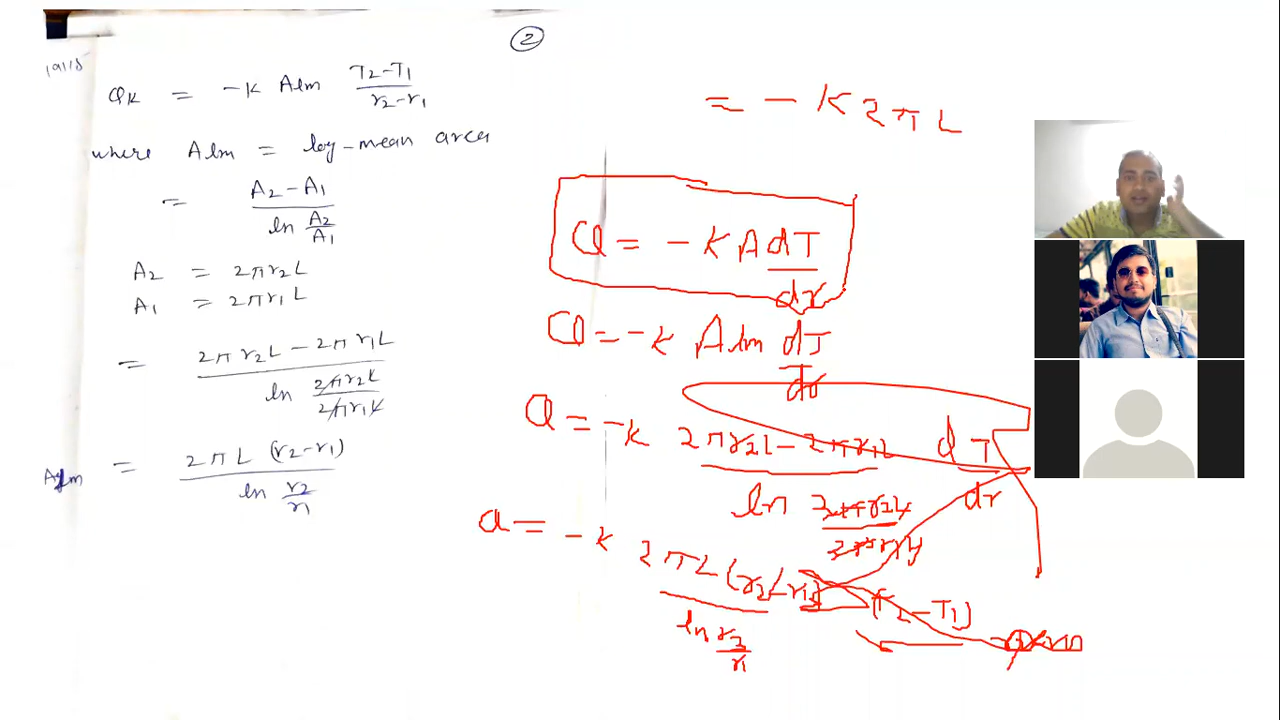 2
19115
QK = -K Alm T2-T1 / r2-r1
where Alm = log-mean area
= A2-A1 / ln A2/A1
A2 = 2πr2L
A1 = 2πr1L
= 2πr2L - 2πr1L / ln 2πr2L/2πr1L
Alm = 2πL (r2-r1) / ln r2/r1
= -K 2πL
Q = -K A dT/dr
Q = -K Alm dT/dr
Q = -K 2πr2L - 2πr1L / ln 2πr2L/2πr1L dT/dr
Q = -K 2πL (r2-r1) / ln r2/r1 (T2-T1)